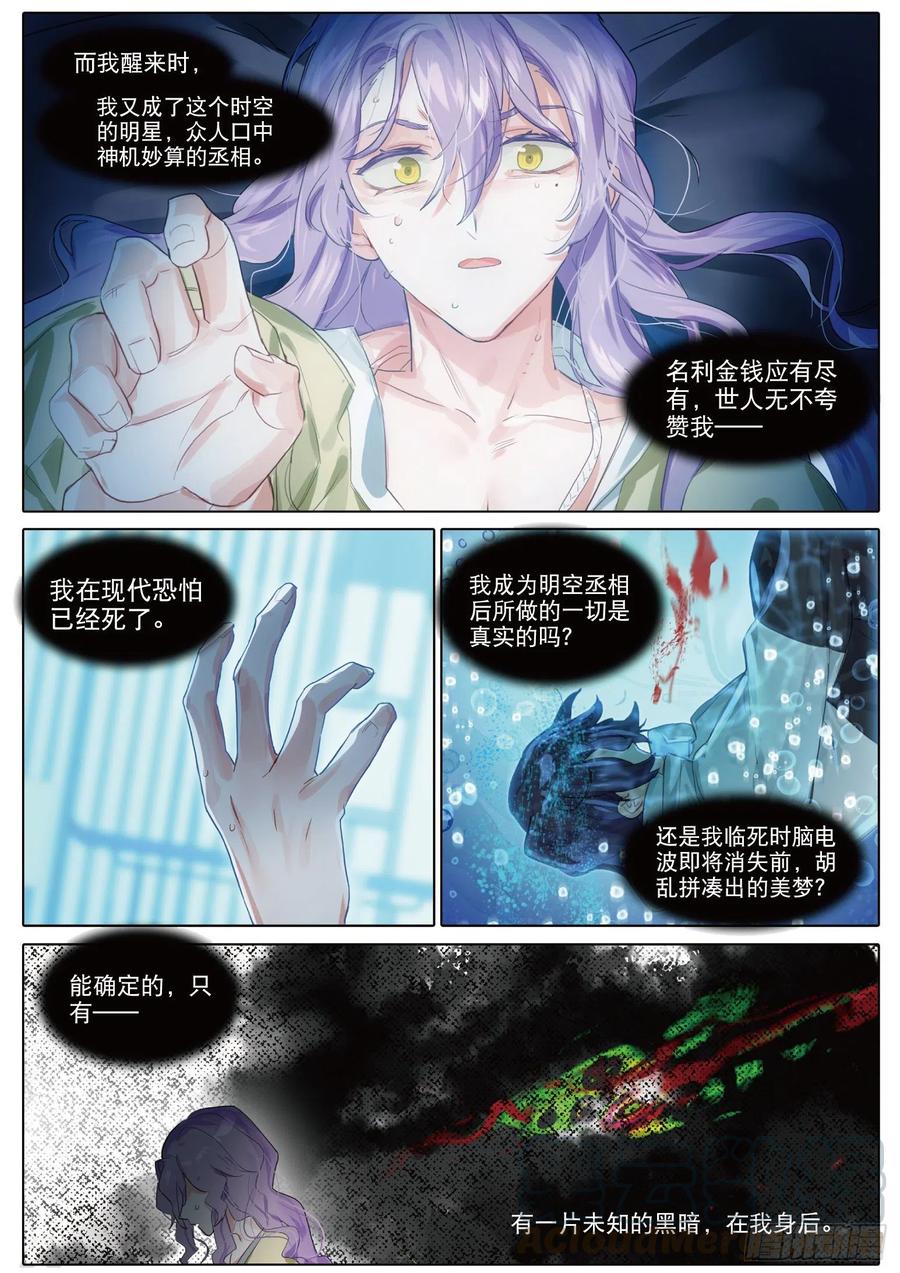 而我醒来时，
我又成了这个时空
的明星，众人口中
神机妙算的丞相。
名利金钱应有尽
有，世人无不夸
赞我——
我在现代恐怕
已经死了。
我成为明空丞相
后所做的一切是
真实的吗？
还是我临死时脑电
波即将消失前，胡
乱拼凑出的美梦？
能确定的，只
有——
有一片未知的黑暗，在我身后。